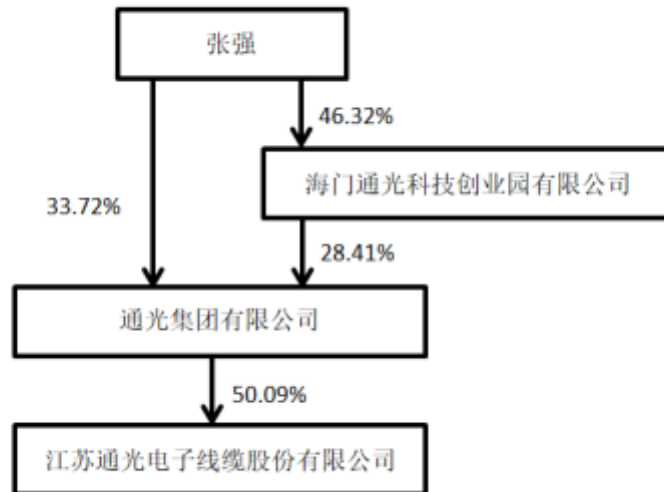 张强
46.32%
海门通光科技创业园有限公司
33.72%
28.41%
通光集团有限公司
50.09%
江苏通光电子线缆股份有限公司